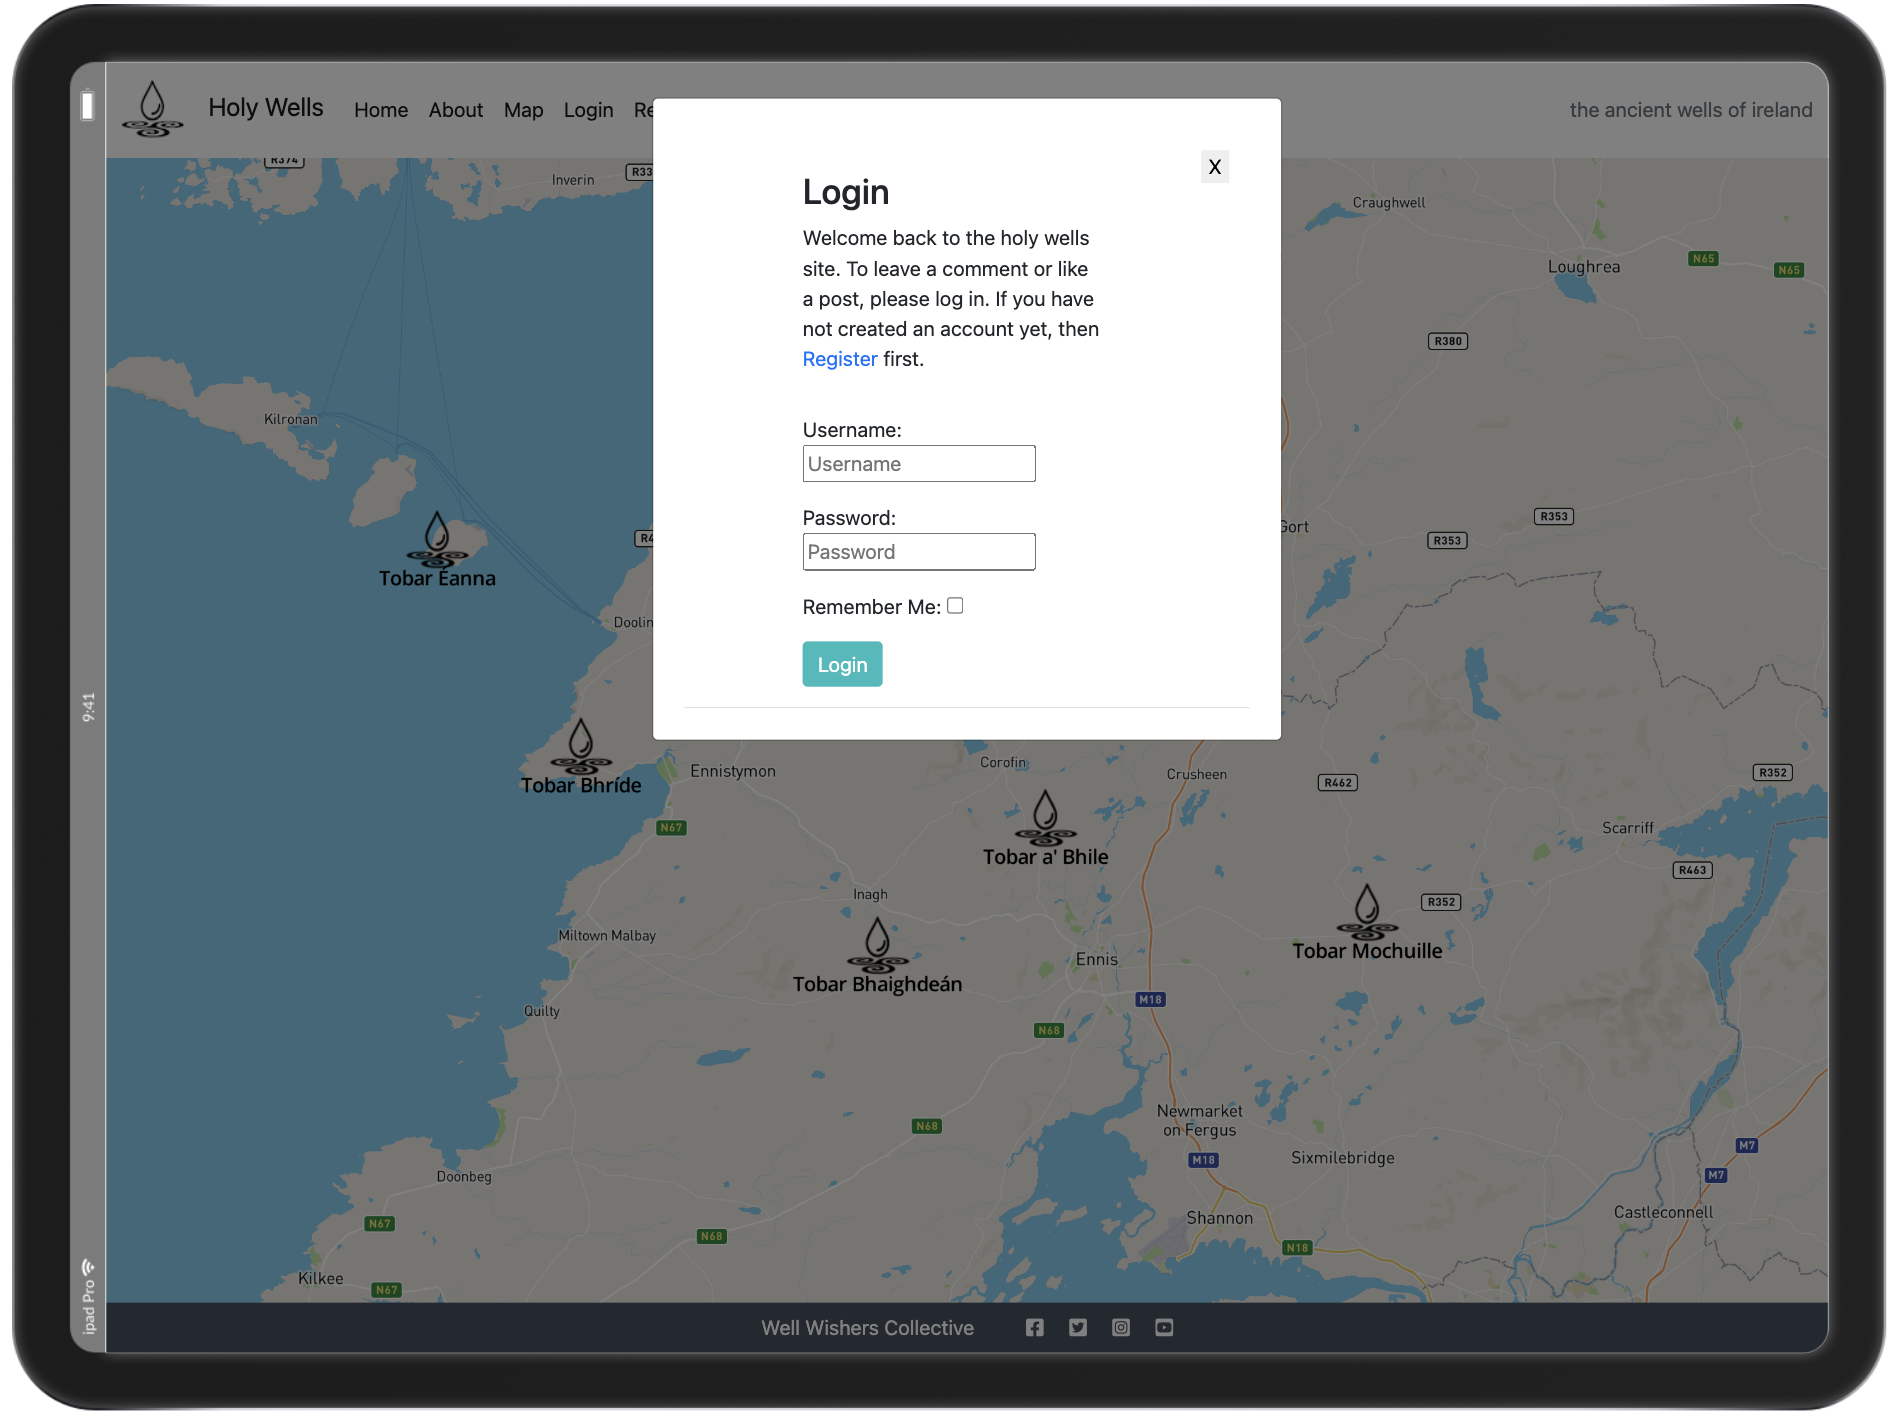 Holy Wells
Home
About
Map
Login
Re
the ancient wells of ireland
X
Login
Welcome back to the holy wells
site. To leave a comment or like
a post, please log in. If you have
not created an account yet, then
Register first.
Username:
Username
Password:
Password
Remember Me:
Login
R374
Inverin
R33
Craughwell
Loughrea
N65
N65
R380
Kilronan
R353
Gort
R353
R4
Tobar Éanna
Doolin
Tobar Bhríde
Ennistymon
Corofin
Crusheen
R462
R352
N67
Scarriff
Tobar a' Bhile
R463
Inagh
R352
Miltown Malbay
Tobar Mochuille
Ennis
Tobar Bhaighdeán
M18
Quilty
N68
Newmarket
on Fergus
N68
M7
Sixmilebridge
M18
M7
Doonbeg
Castleconnell
Shannon
N67
N68
N18
Kilkee
N67
Well Wishers Collective
9:41
ipad Pro